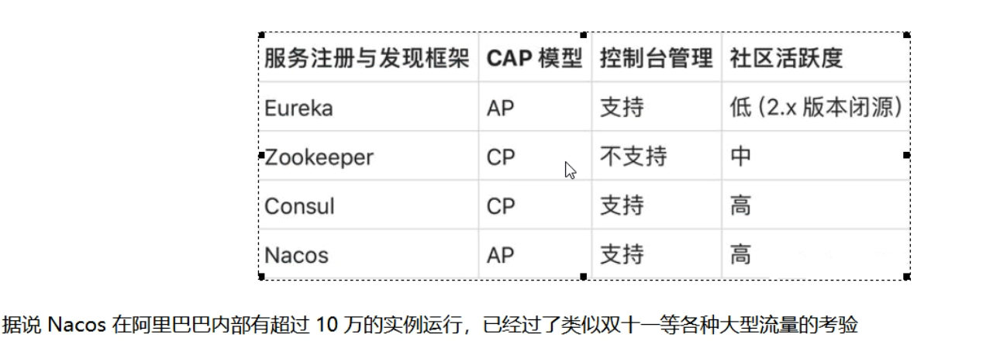 服务注册与发现框架 CAP 模型 控制台管理 社区活跃度
Eureka AP 支持 低 (2.x 版本闭源)
Zookeeper CP 不支持 中
Consul CP 支持 高
Nacos AP 支持 高
据说 Nacos 在阿里巴巴内部有超过 10 万的实例运行，已经过了类似双十一等各种大型流量的考验